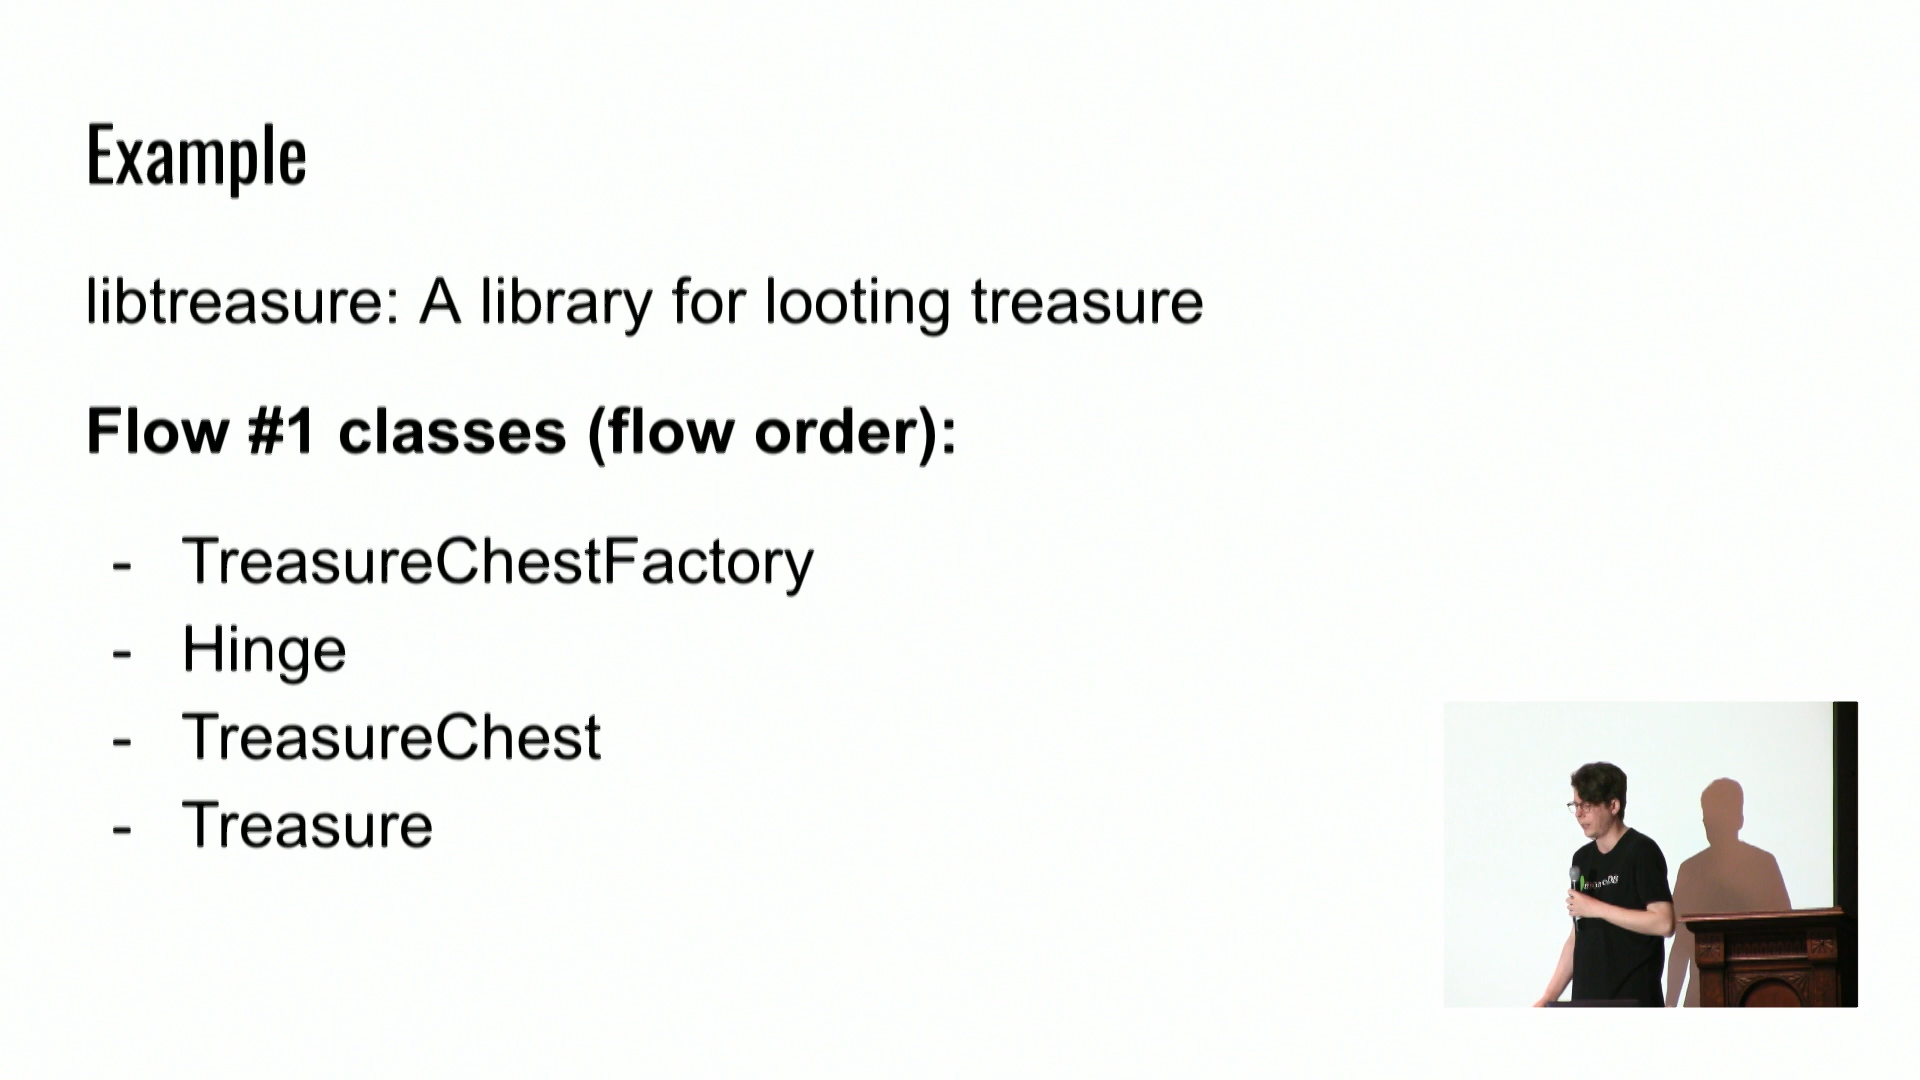 Example
libtreasure: A library for looting treasure
Flow #1 classes (flow order):
- TreasureChestFactory
- Hinge
- TreasureChest
- Treasure